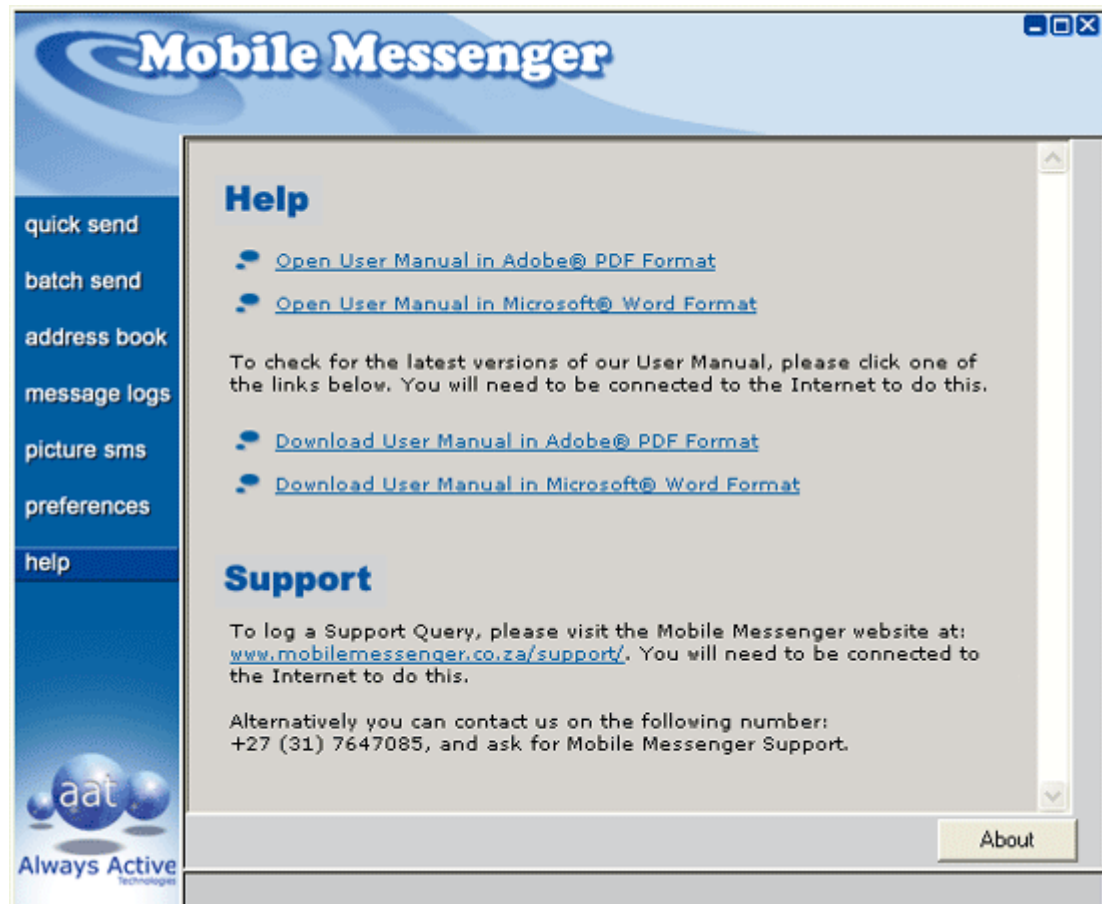 Mobile Messenger
quick send
batch send
address book
message logs
picture sms
preferences
help
Help
Open User Manual in Adobe® PDF Format
Open User Manual in Microsoft® Word Format
To check for the latest versions of our User Manual, please click one of
the links below. You will need to be connected to the Internet to do this.
Download User Manual in Adobe® PDF Format
Download User Manual in Microsoft® Word Format
Support
To log a Support Query, please visit the Mobile Messenger website at:
www.mobilemessenger.co.za/support/. You will need to be connected to
the Internet to do this.
Alternatively you can contact us on the following number:
+27 (31) 7647085, and ask for Mobile Messenger Support.
About
aat
Always Active
Technologies